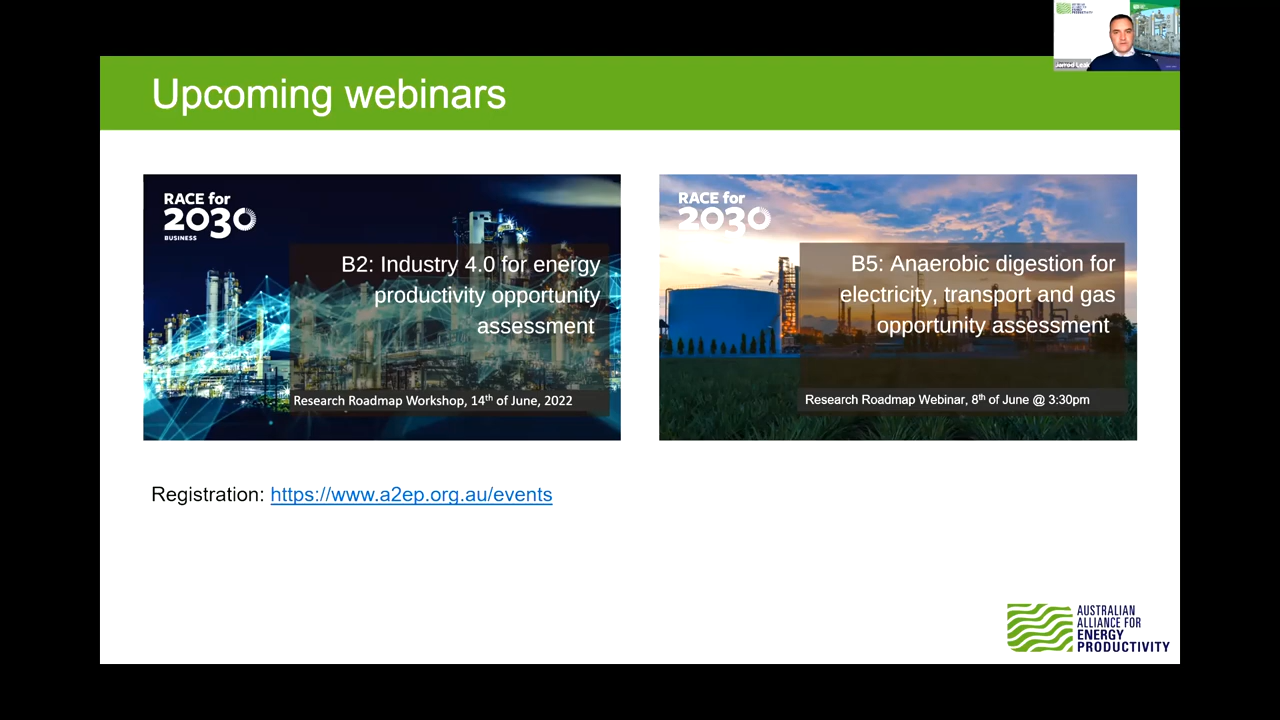 Upcoming webinars
RACE for
2030
BUSINESS
B2: Industry 4.0 for energy
productivity opportunity
assessment
Research Roadmap Workshop, 14th of June, 2022
RACE for
2030
B5: Anaerobic digestion for
electricity, transport and gas
opportunity assessment
Research Roadmap Webinar, 8th of June @ 3:30pm
Registration: https://www.a2ep.org.au/events
AUSTRALIAN
ALLIANCE FOR
ENERGY
PRODUCTIVITY
Jarrod Leak